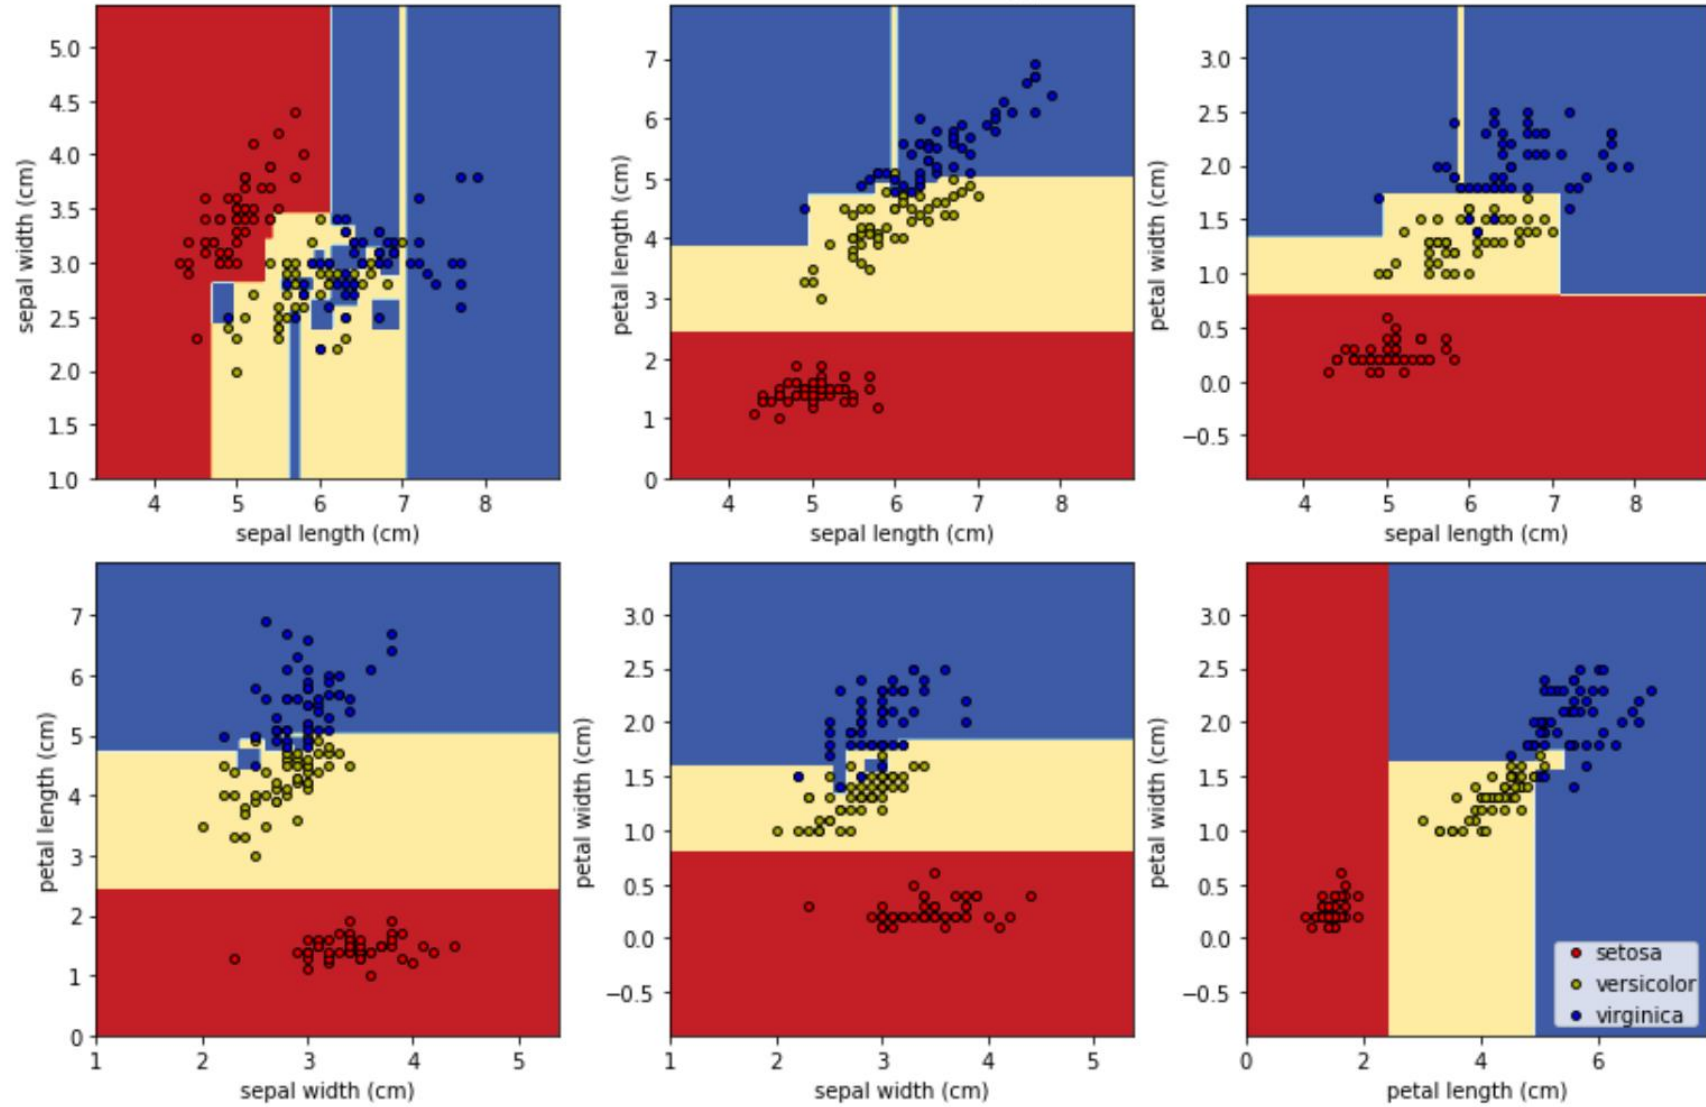 5.0
4.5
4.0
3.5
3.0
2.5
2.0
1.5
1.0
sepal width (cm)
4 5 6 7 8
sepal length (cm)
7
6
5
4
3
2
1
0
petal length (cm)
4 5 6 7 8
sepal length (cm)
3.0
2.5
2.0
1.5
1.0
0.5
0.0
−0.5
petal width (cm)
4 5 6 7 8
sepal length (cm)
7
6
5
4
3
2
1
0
petal length (cm)
1 2 3 4 5
sepal width (cm)
3.0
2.5
2.0
1.5
1.0
0.5
0.0
−0.5
petal width (cm)
1 2 3 4 5
sepal width (cm)
3.0
2.5
2.0
1.5
1.0
0.5
0.0
−0.5
petal width (cm)
0 2 4 6
petal length (cm)
setosa
versicolor
virginica